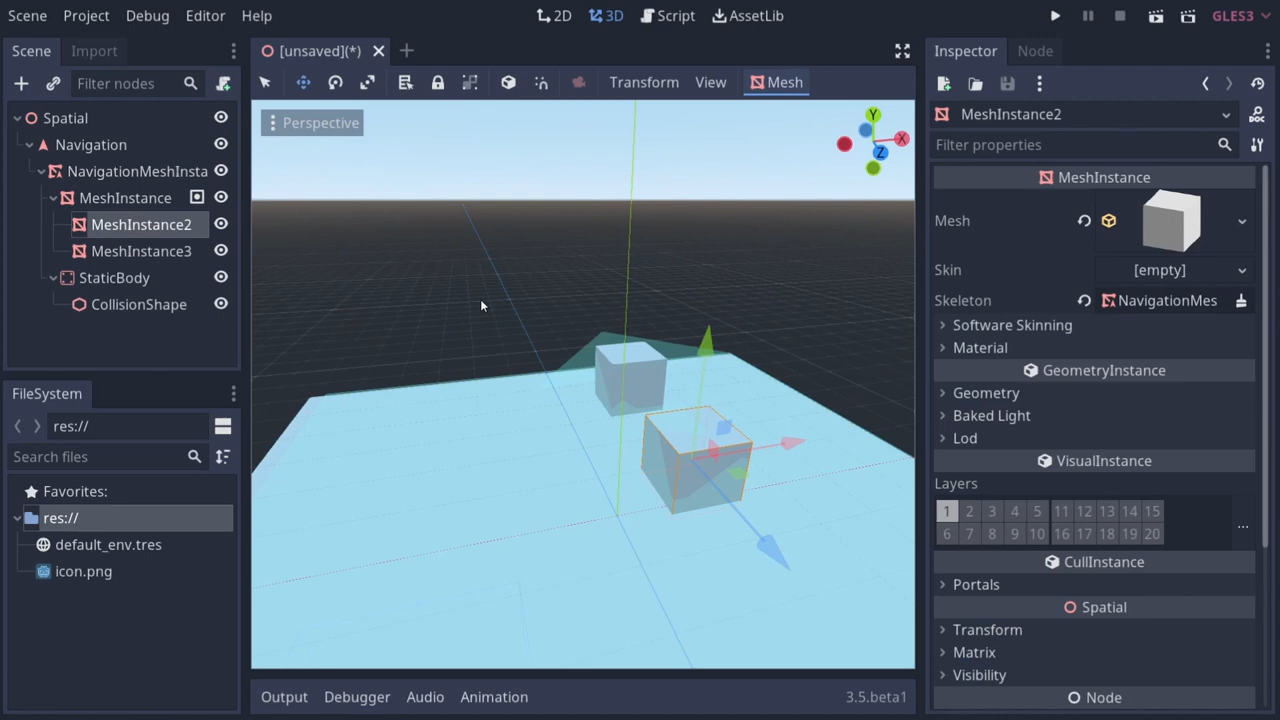 Scene Project Debug Editor Help 2D 3D Script AssetLib GLES3
Scene Import
Filter nodes
Spatial
Navigation
NavigationMeshInsta
MeshInstance
MeshInstance2
MeshInstance3
StaticBody
CollisionShape
FileSystem
res://
Search files
Favorites:
res://
default_env.tres
icon.png
[unsaved](*)
Transform View Mesh
Perspective
Y
X
Z
Output Debugger Audio Animation 3.5.beta1
Inspector Node
MeshInstance2
DOC
Filter properties
MeshInstance
Mesh
Skin [empty]
Skeleton NavigationMes
Software Skinning
Material
GeometryInstance
Geometry
Baked Light
Lod
VisualInstance
Layers
1 2 3 4 5 11 12 13 14 15
6 7 8 9 10 16 17 18 19 20
...
CullInstance
Portals
Spatial
Transform
Matrix
Visibility
Node